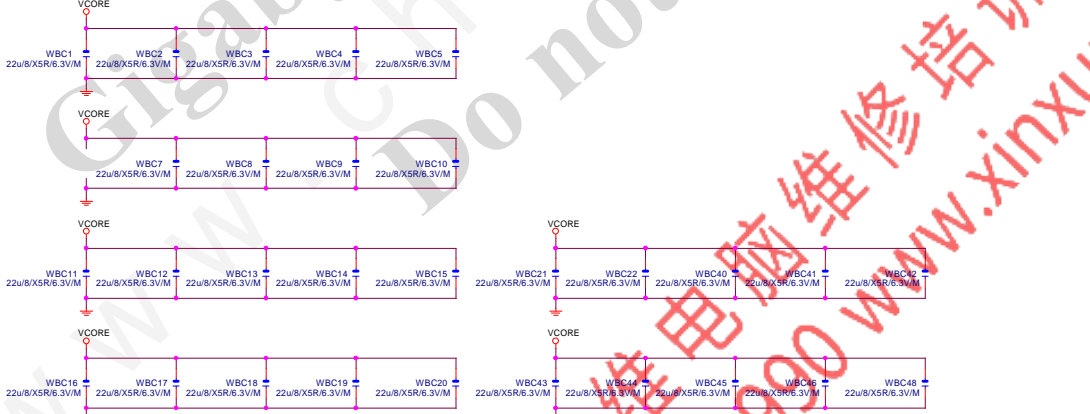 VCORE
WBC1 WBC2 WBC3 WBC4 WBC5
22u/8/X5R/6.3V/M 22u/8/X5R/6.3V/M 22u/8/X5R/6.3V/M 22u/8/X5R/6.3V/M 22u/8/X5R/6.3V/M
VCORE
WBC7 WBC8 WBC9 WBC10
22u/8/X5R/6.3V/M 22u/8/X5R/6.3V/M 22u/8/X5R/6.3V/M 22u/8/X5R/6.3V/M
VCORE VCORE
WBC11 WBC12 WBC13 WBC14 WBC15 WBC21 WBC22 WBC40 WBC41 WBC42
22u/8/X5R/6.3V/M 22u/8/X5R/6.3V/M 22u/8/X5R/6.3V/M 22u/8/X5R/6.3V/M 22u/8/X5R/6.3V/M 22u/8/X5R/6.3V/M 22u/8/X5R/6.3V/M 22u/8/X5R/6.3V/M 22u/8/X5R/6.3V/M 22u/8/X5R/6.3V/M
VCORE VCORE
WBC16 WBC17 WBC18 WBC19 WBC20 WBC43 WBC44 WBC45 WBC46 WBC48
22u/8/X5R/6.3V/M 22u/8/X5R/6.3V/M 22u/8/X5R/6.3V/M 22u/8/X5R/6.3V/M 22u/8/X5R/6.3V/M 22u/8/X5R/6.3V/M 22u/8/X5R/6.3V/M 22u/8/X5R/6.3V/M 22u/8/X5R/6.3V/M 22u/8/X5R/6.3V/M
Do
维电脑维修培训
990 www.xinxu